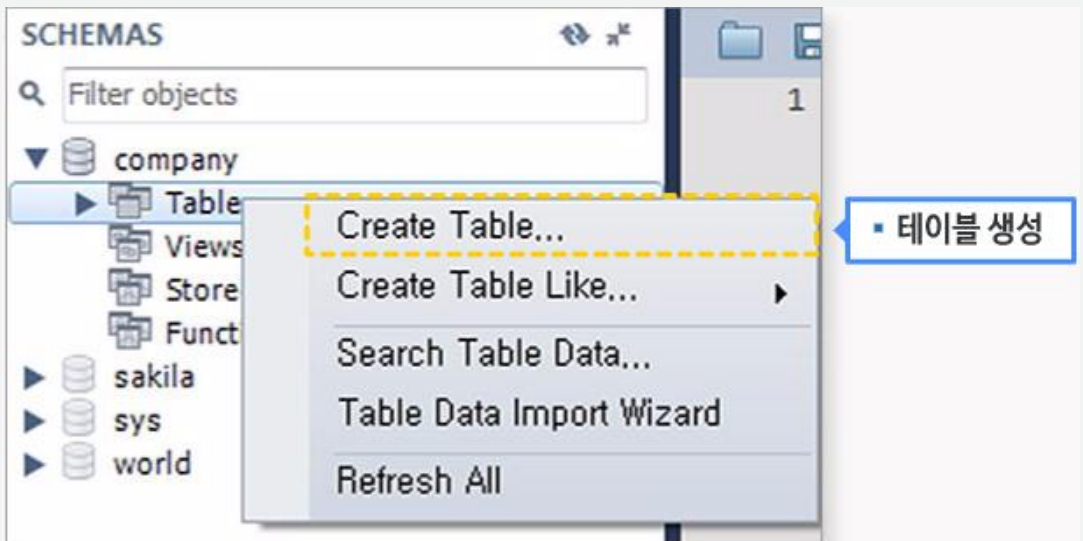 SCHEMAS
Filter objects
1
company
Table
Views
Store
Functi
sakila
sys
world
Create Table...
Create Table Like...
Search Table Data...
Table Data Import Wizard
Refresh All
▪ 테이블 생성